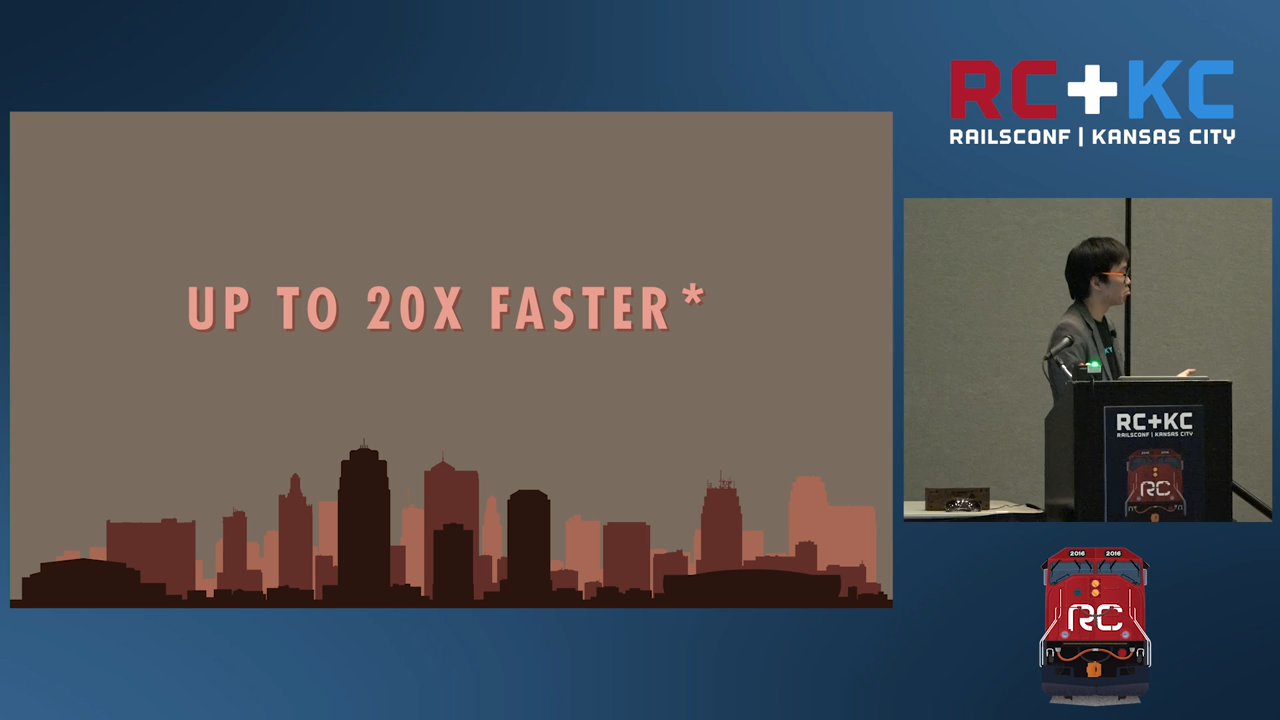 UP TO 20X FASTER*
RC+KC
RAILSCONF | KANSAS CITY
RC+KC
RAILSCONF | KANSAS CITY
RC
2016 2016
RC